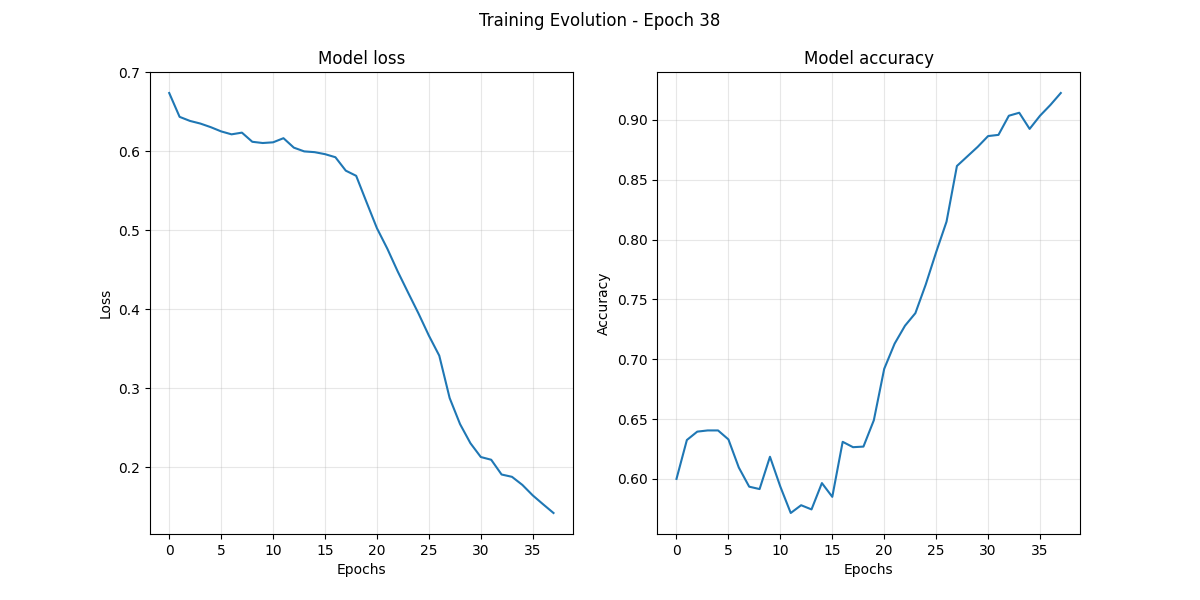 Training Evolution - Epoch 38
Model loss
0.7
0.6
0.5
0.4
0.3
0.2
Loss
0 5 10 15 20 25 30 35
Epochs
Model accuracy
0.90
0.85
0.80
0.75
0.70
0.65
0.60
Accuracy
0 5 10 15 20 25 30 35
Epochs